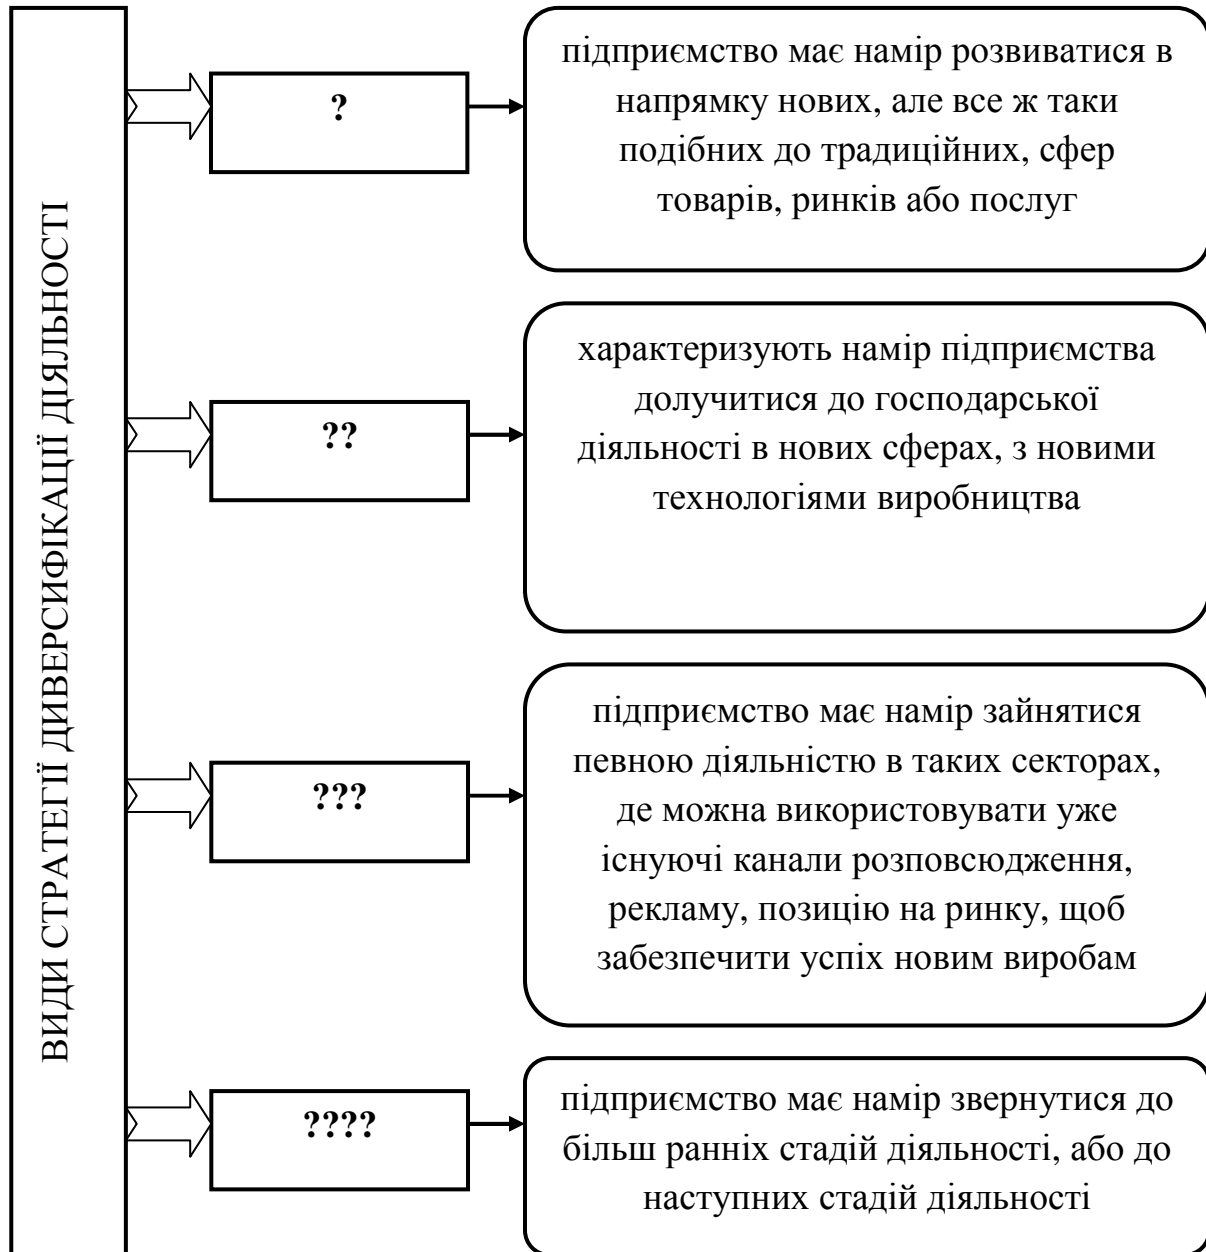 ВИДИ СТРАТЕГІЇ ДИВЕРСИФІКАЦІЇ ДІЯЛЬНОСТІ
?
підприємство має намір розвиватися в
напрямку нових, але все ж таки
подібних до традиційних, сфер
товарів, ринків або послуг
??
характеризують намір підприємства
долучитися до господарської
діяльності в нових сферах, з новими
технологіями виробництва
???
підприємство має намір зайнятися
певною діяльністю в таких секторах,
де можна використовувати уже
існуючі канали розповсюдження,
рекламу, позицію на ринку, щоб
забезпечити успіх новим виробам
????
підприємство має намір звернутися до
більш ранніх стадій діяльності, або до
наступних стадій діяльності